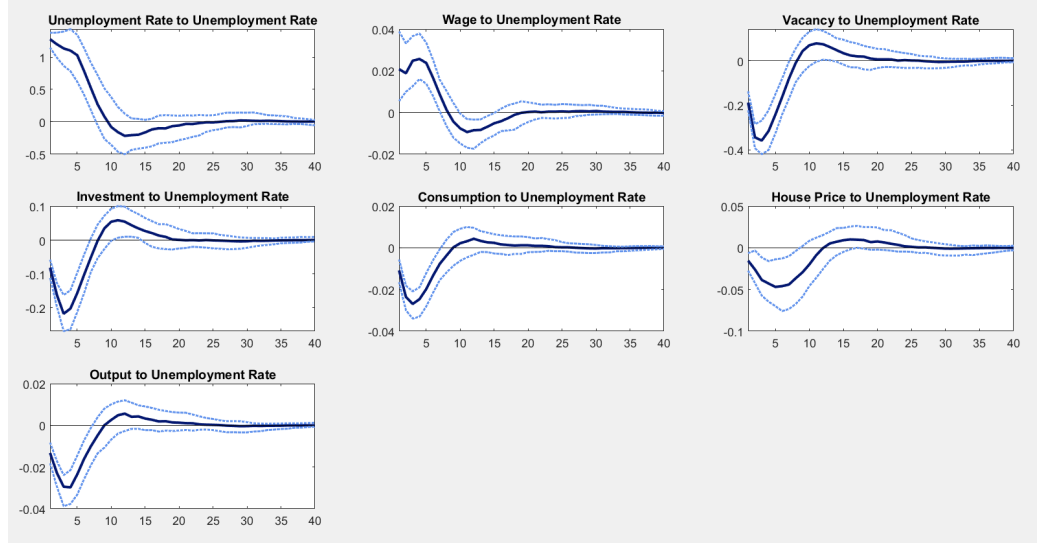 Unemployment Rate to Unemployment Rate
1
0.5
0
-0.5
5 10 15 20 25 30 35 40
Wage to Unemployment Rate
0.04
0.02
0
-0.02
5 10 15 20 25 30 35 40
Vacancy to Unemployment Rate
0
-0.2
-0.4
5 10 15 20 25 30 35 40
Investment to Unemployment Rate
0.1
0
-0.1
-0.2
5 10 15 20 25 30 35 40
Consumption to Unemployment Rate
0.02
0
-0.02
-0.04
5 10 15 20 25 30 35 40
House Price to Unemployment Rate
0.05
0
-0.05
-0.1
5 10 15 20 25 30 35 40
Output to Unemployment Rate
0.02
0
-0.02
-0.04
5 10 15 20 25 30 35 40